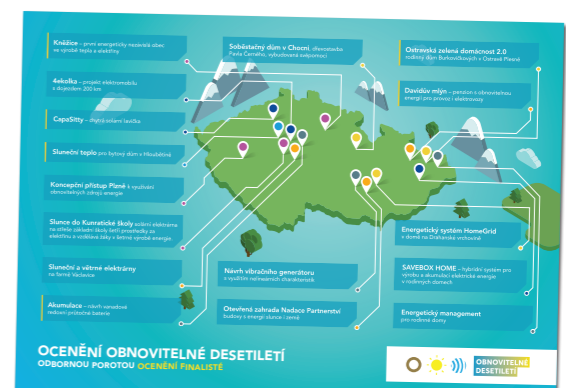 Kněžice – první energeticky nezávislá obec
ve výrobě tepla a elektřiny
4ekolka – projekt elektromobilu
s dojezdem 200 km
CapaSitty – chytrá solární lavička
Sluneční teplo pro bytový dům v Hloubětíně
Koncepční přístup Plané k využívání
obnovitelných zdrojů energie
Slunce do Kunratické školy solární elektrárna
na střeše základní školy šetří prostředky za
elektřinu a vzdělává žáky v šetrné výrobě energie
Sluneční a větrné elektrárny
na farmě Václavice
Akumulace – návrh vanadové
redoxní průtočné baterie
Soběstačný dům v Chocni, dřevostavba
Pavla Černého, vybudovaná svépomocí
Návrh vibračního generátoru
s využitím nelineárních charakteristik
Otevřená zahrada Nadace Partnerství
budovy s energií slunce i země
Ostravská zelená domácnost 2.0
rodinný dům Burkovičových v Ostravě Plesné
Davidův mlýn – penzion s obnovitelnou
energií pro provoz i elektrovozy
Energetický systém HomeGrid
v domě na Drahanské vrchovině
SAVEBOX HOME – hybridní systém pro
výrobu a akumulaci elektrické energie
v rodinných domech
Energetický management
pro rodinné domy
OCENĚNÍ OBNOVITELNÉ DESETILETÍ
ODBORNOU POROTOU OCENĚNÍ FINALISTÉ
OBNOVITELNÉ
DESETILETÍ